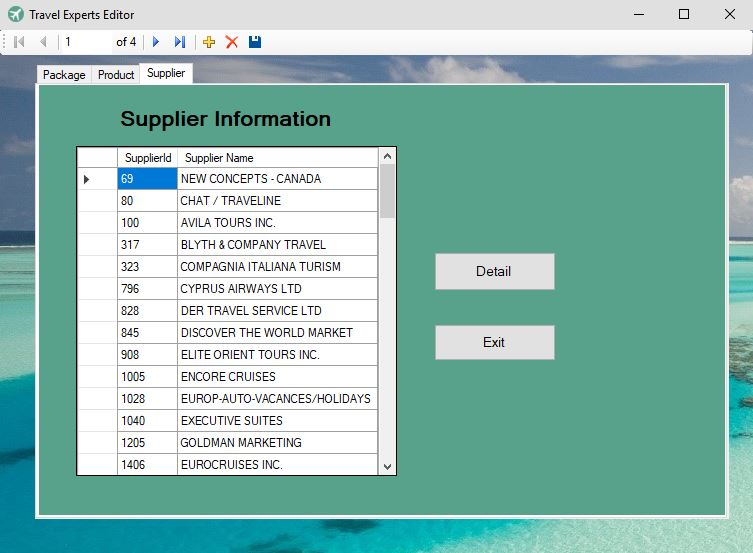 Travel Experts Editor
1 of 4
Package Product Supplier
Supplier Information
SupplierId Supplier Name
69 NEW CONCEPTS - CANADA
80 CHAT / TRAVELINE
100 AVILA TOURS INC.
317 BLYTH & COMPANY TRAVEL
323 COMPAGNIA ITALIANA TURISM
796 CYPRUS AIRWAYS LTD
828 DER TRAVEL SERVICE LTD
845 DISCOVER THE WORLD MARKET
908 ELITE ORIENT TOURS INC.
1005 ENCORE CRUISES
1028 EUROP-AUTO-VACANCES/HOLIDAYS
1040 EXECUTIVE SUITES
1205 GOLDMAN MARKETING
1406 EUROCRUISES INC.
Detail
Exit